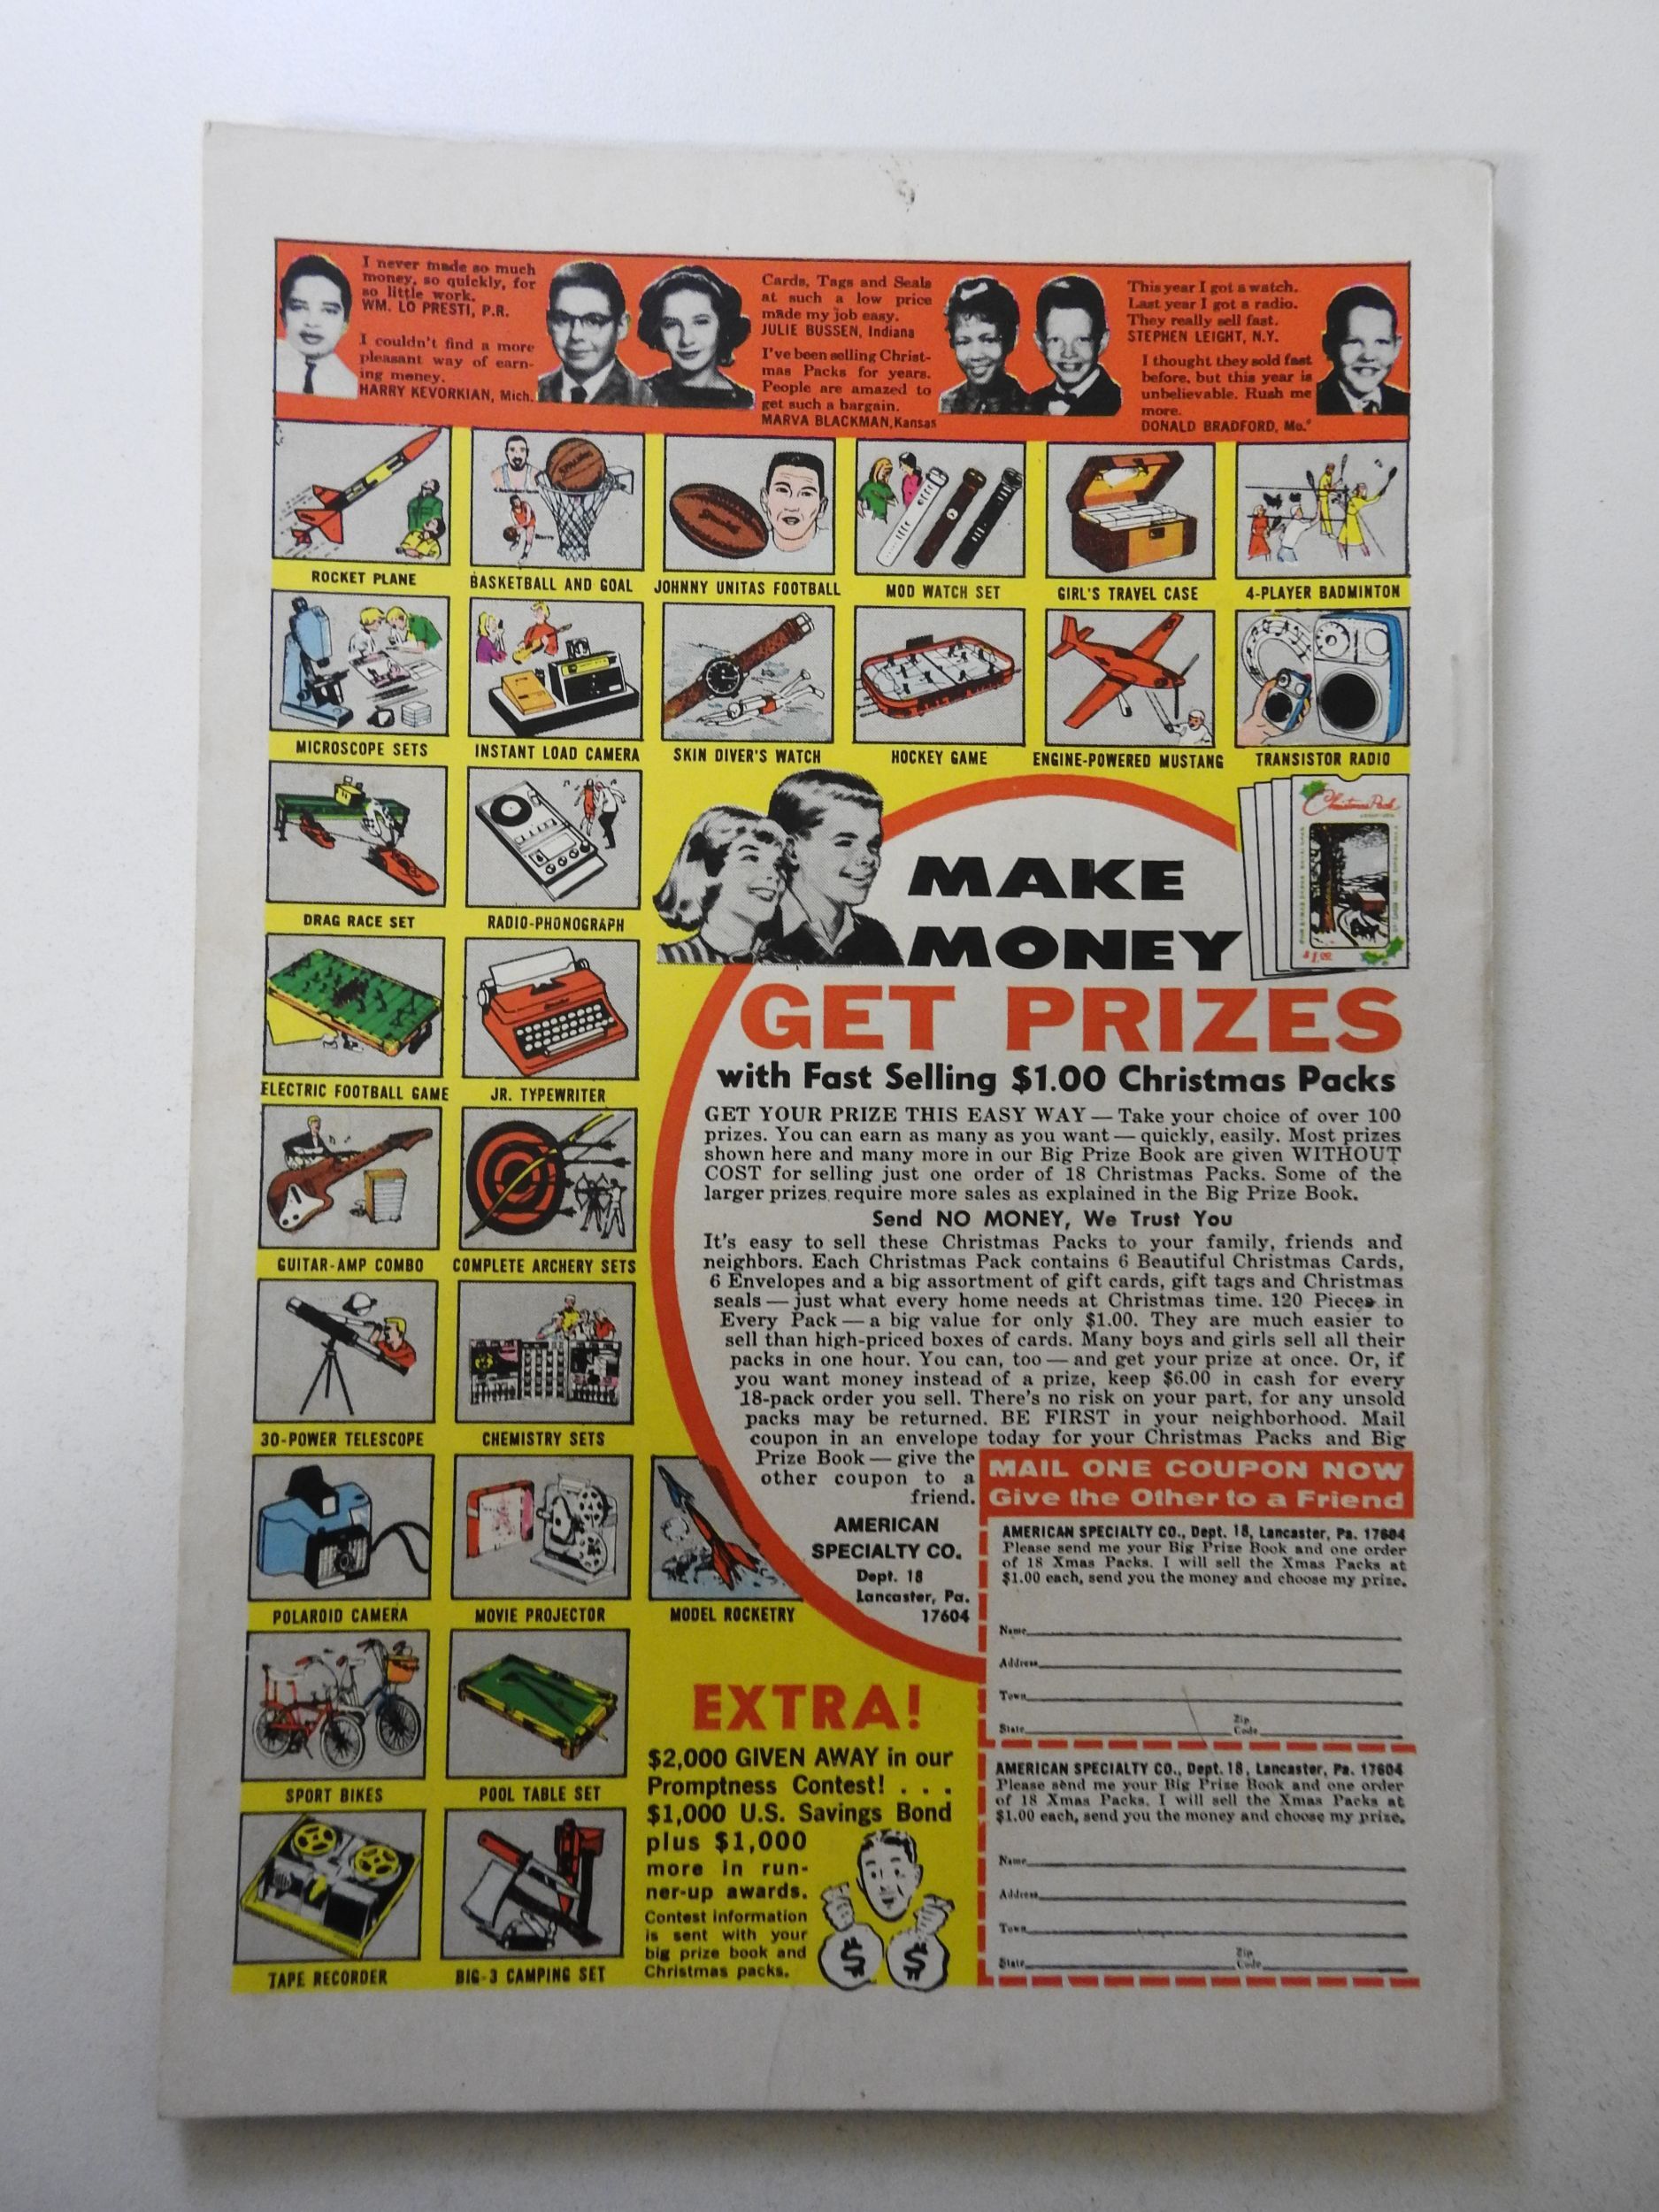 I never made so much
money, so quickly, for
so little work.
WM. LO PRESTI, P.R.
I couldn't find a more
pleasant way of earn-
ing money.
HARRY KEVORKIAN, Mich.
Cards, Tags and Seals
at such a low price
made my job easy.
JULIE BUSSEN, Indiana
I've been selling Christ-
mas Packs for years.
People are amazed to
get such a bargain.
MARVA BLACKMAN, Kansas
This year I got a watch.
Last year I got a radio.
They really sell fast.
STEPHEN LEIGHT, N.Y.
I thought they sold fast
before, but this year is
unbelievable. Rush me
more.
DONALD BRADFORD, Mo."
ROCKET PLANE
SPALDING
BASKETBALL AND GOAL
JOHNNY UNITAS FOOTBALL
MOD WATCH SET
GIRL'S TRAVEL CASE
4-PLAYER BADMINTON
MICROSCOPE SETS
INSTANT LOAD CAMERA
SKIN DIVER'S WATCH
HOCKEY GAME
ENGINE-POWERED MUSTANG
TRANSISTOR RADIO
DRAG RACE SET
RADIO-PHONOGRAPH
ELECTRIC FOOTBALL GAME
JR. TYPEWRITER
GUITAR-AMP COMBO
COMPLETE ARCHERY SETS
30-POWER TELESCOPE
CHEMISTRY SETS
POLAROID CAMERA
MOVIE PROJECTOR
MODEL ROCKETRY
SPORT BIKES
POOL TABLE SET
TAPE RECORDER
BIG-3 CAMPING SET
Christmas Pack
$1.00
MAKE
MONEY
GET PRIZES
with Fast Selling $1.00 Christmas Packs
GET YOUR PRIZE THIS EASY WAY — Take your choice of over 100
prizes. You can earn as many as you want — quickly, easily. Most prizes
shown here and many more in our Big Prize Book are given WITHOUT
COST for selling just one order of 18 Christmas Packs. Some of the
larger prizes require more sales as explained in the Big Prize Book.
Send NO MONEY, We Trust You
It's easy to sell these Christmas Packs to your family, friends and
neighbors. Each Christmas Pack contains 6 Beautiful Christmas Cards,
6 Envelopes and a big assortment of gift cards, gift tags and Christmas
seals — just what every home needs at Christmas time. 120 Pieces in
Every Pack — a big value for only $1.00. They are much easier to
sell than high-priced boxes of cards. Many boys and girls sell all their
packs in one hour. You can, too — and get your prize at once. Or, if
you want money instead of a prize, keep $6.00 in cash for every
18-pack order you sell. There's no risk on your part, for any unsold
packs may be returned. BE FIRST in your neighborhood. Mail
coupon in an envelope today for your Christmas Packs and Big
Prize Book — give the
other coupon to a
friend.
AMERICAN
SPECIALTY CO.
Dept. 18
Lancaster, Pa.
17604
EXTRA!
$2,000 GIVEN AWAY in our
Promptness Contest! . . .
$1,000 U.S. Savings Bond
plus $1,000
more in run-
ner-up awards.
Contest information
is sent with your
big prize book and
Christmas packs.
$ $
MAIL ONE COUPON NOW
Give the Other to a Friend
AMERICAN SPECIALTY CO., Dept. 18, Lancaster, Pa. 17604
Please send me your Big Prize Book and one order
of 18 Xmas Packs. I will sell the Xmas Packs at
$1.00 each, send you the money and choose my prize.
Name
Address
Town
State Zip Code
AMERICAN SPECIALTY CO., Dept. 18, Lancaster, Pa. 17604
Please send me your Big Prize Book and one order
of 18 Xmas Packs. I will sell the Xmas Packs at
$1.00 each, send you the money and choose my prize.
Name
Address
Town
State Zip Code